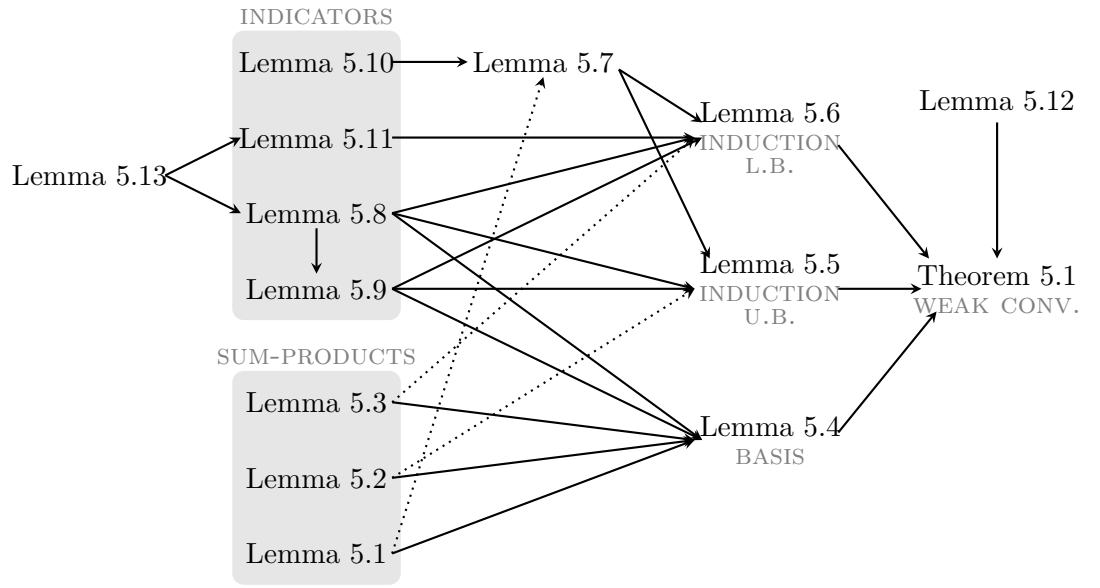 INDICATORS
Lemma 5.10
Lemma 5.7
Lemma 5.12
Lemma 5.6
INDUCTION
L.B.
Lemma 5.11
Lemma 5.13
Lemma 5.8
Lemma 5.5
INDUCTION
U.B.
Theorem 5.1
WEAK CONV.
Lemma 5.9
SUM-PRODUCTS
Lemma 5.3
Lemma 5.4
BASIS
Lemma 5.2
Lemma 5.1